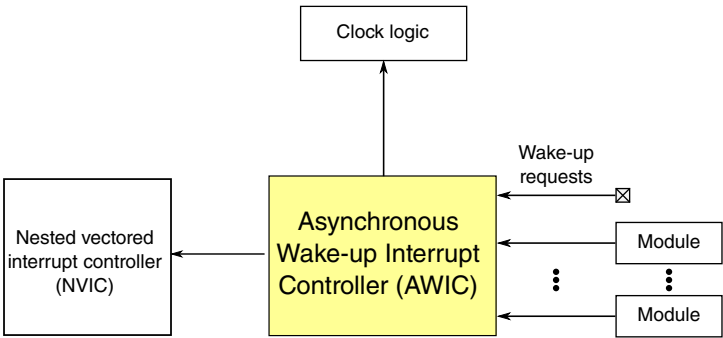 Clock logic
Wake-up
requests
Nested vectored
interrupt controller
(NVIC)
Asynchronous
Wake-up Interrupt
Controller (AWIC)
Module
Module